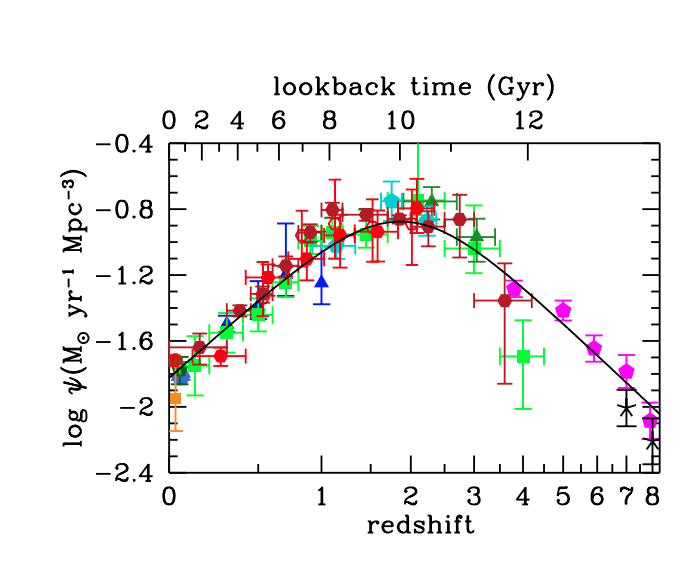 lookback time (Gyr)
0 2 4 6 8 10 12
−0.4
−0.8
−1.2
−1.6
−2
−2.4
log ψ(M☉ yr⁻¹ Mpc⁻³)
0 1 2 3 4 5 6 7 8
redshift